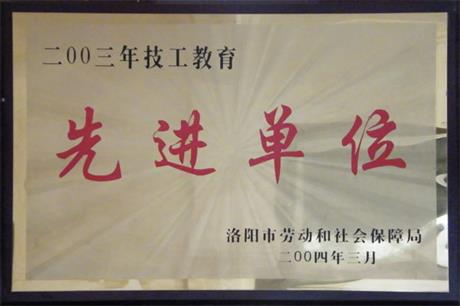 二00三年技工教育
先进单位
洛阳市劳动和社会保障局
二00四年三月